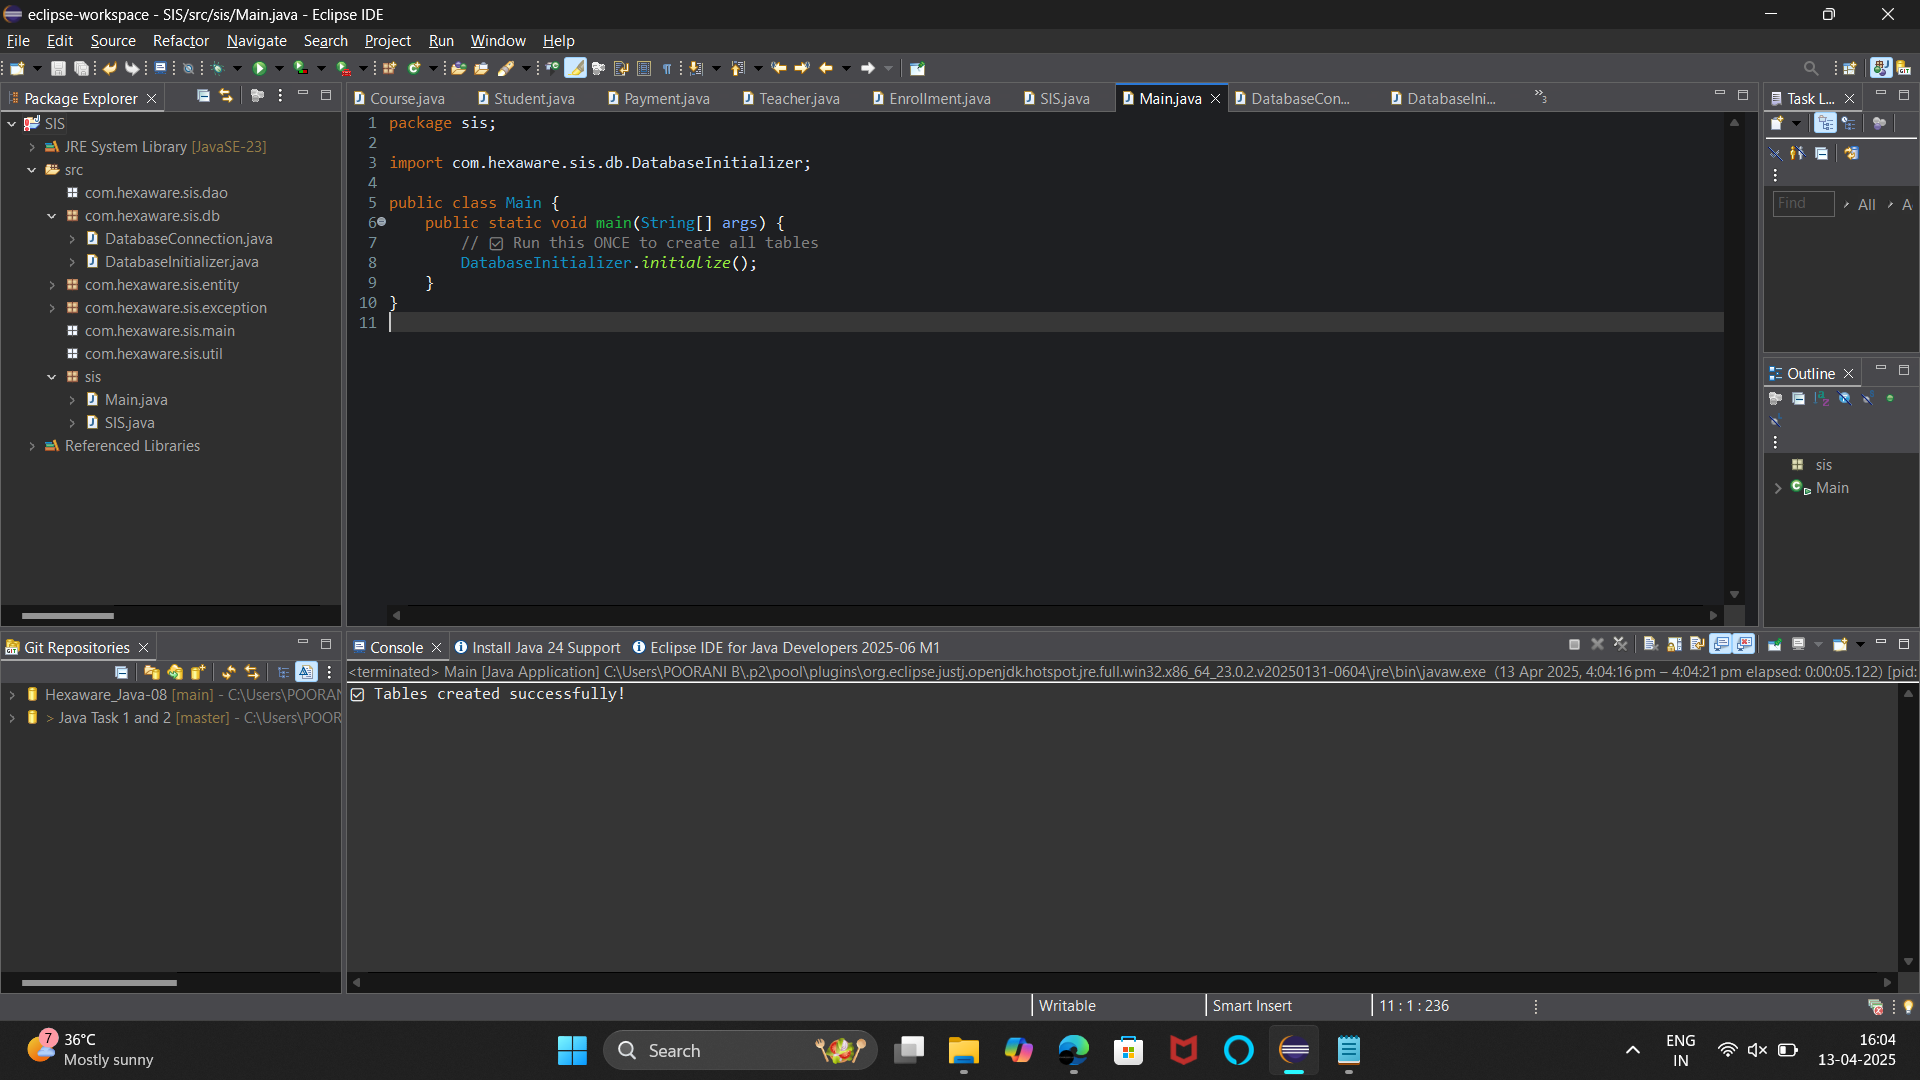 eclipse-workspace - SIS/src/sis/Main.java - Eclipse IDE
File Edit Source Refactor Navigate Search Project Run Window Help
Package Explorer
SIS
JRE System Library [JavaSE-23]
src
com.hexaware.sis.dao
com.hexaware.sis.db
DatabaseConnection.java
DatabaseInitializer.java
com.hexaware.sis.entity
com.hexaware.sis.exception
com.hexaware.sis.main
com.hexaware.sis.util
sis
Main.java
SIS.java
Referenced Libraries
Course.java Student.java Payment.java Teacher.java Enrollment.java SIS.java Main.java DatabaseCon... DatabaseIni... »3
1 package sis;
2
3 import com.hexaware.sis.db.DatabaseInitializer;
4
5 public class Main {
6 public static void main(String[] args) {
7 // ☑ Run this ONCE to create all tables
8 DatabaseInitializer.initialize();
9 }
10 }
11
Task L...
Find All A
Outline
sis
Main
Git Repositories
Hexaware_Java-08 [main] - C:\Users\POORAN
> Java Task 1 and 2 [master] - C:\Users\POOR
Console Install Java 24 Support Eclipse IDE for Java Developers 2025-06 M1
<terminated> Main [Java Application] C:\Users\POORANI B\.p2\pool\plugins\org.eclipse.justj.openjdk.hotspot.jre.full.win32.x86_64_23.0.2.v20250131-0604\jre\bin\javaw.exe (13 Apr 2025, 4:04:16 pm – 4:04:21 pm elapsed: 0:00:05.122) [pid:
☑ Tables created successfully!
Writable Smart Insert 11 : 1 : 236
7
36°C
Mostly sunny
Search
ENG
IN
16:04
13-04-2025